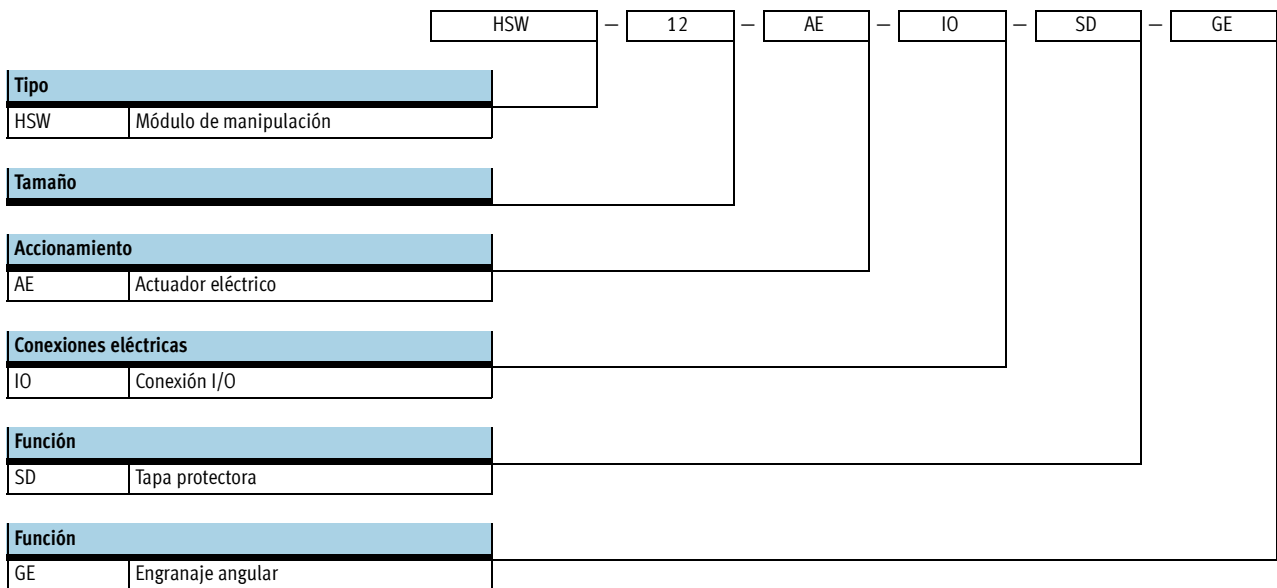 HSW – 12 – AE – IO – SD – GE
Tipo
HSW Módulo de manipulación
Tamaño
Accionamiento
AE Actuador eléctrico
Conexiones eléctricas
IO Conexión I/O
Función
SD Tapa protectora
Función
GE Engranaje angular